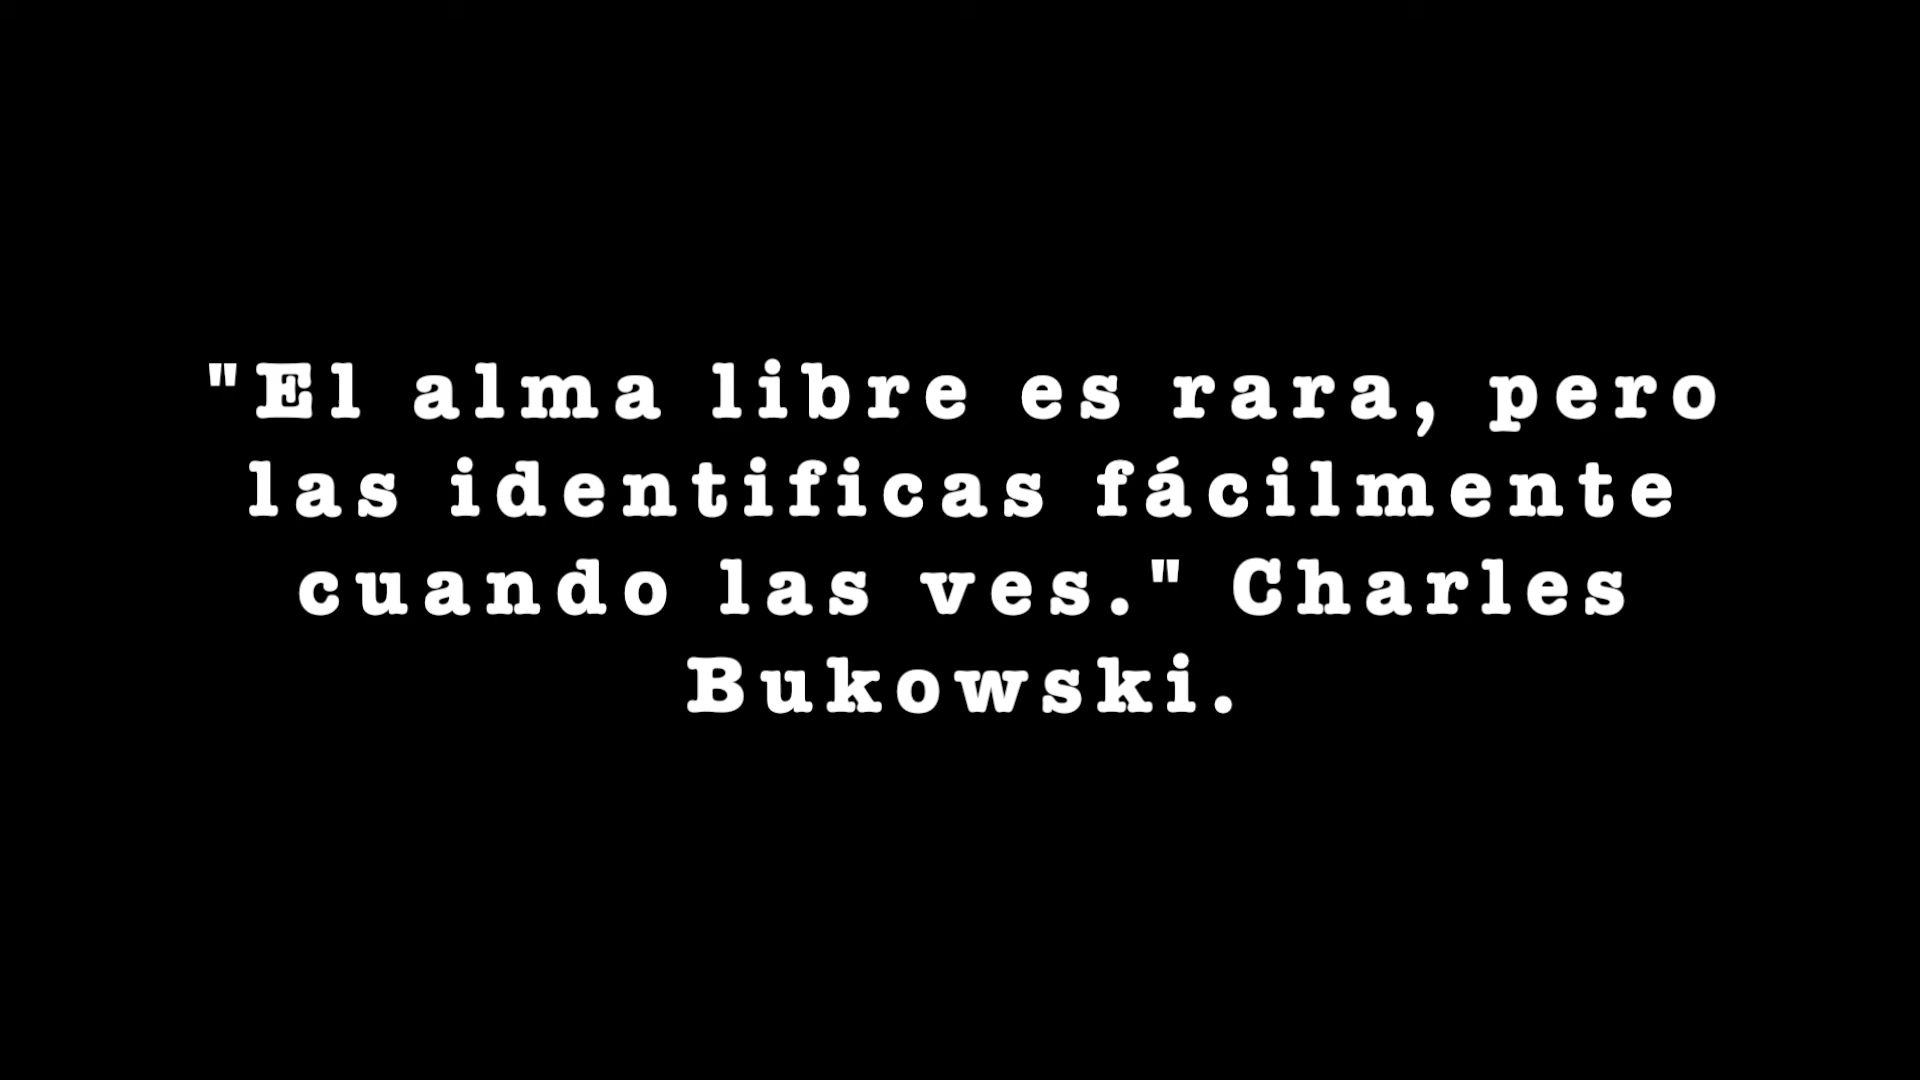 "El alma libre es rara, pero
las identificas fácilmente
cuando las ves." Charles
Bukowski.